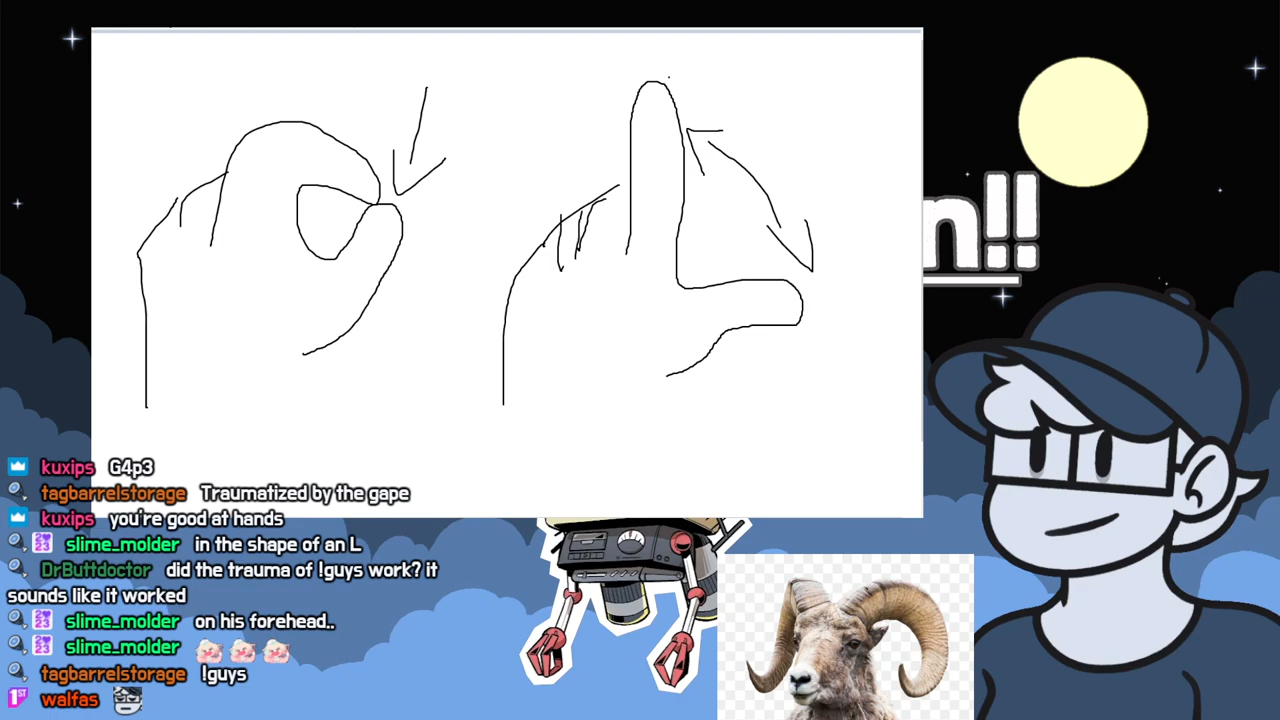 n!!
kuxips G4p3
tagbarrelstorage Traumatized by the gape
kuxips you're good at hands
slime_molder in the shape of an L
DrButtdoctor did the trauma of !guys work? it
sounds like it worked
slime_molder on his forehead..
slime_molder
tagbarrelstorage !guys
1ST walfas